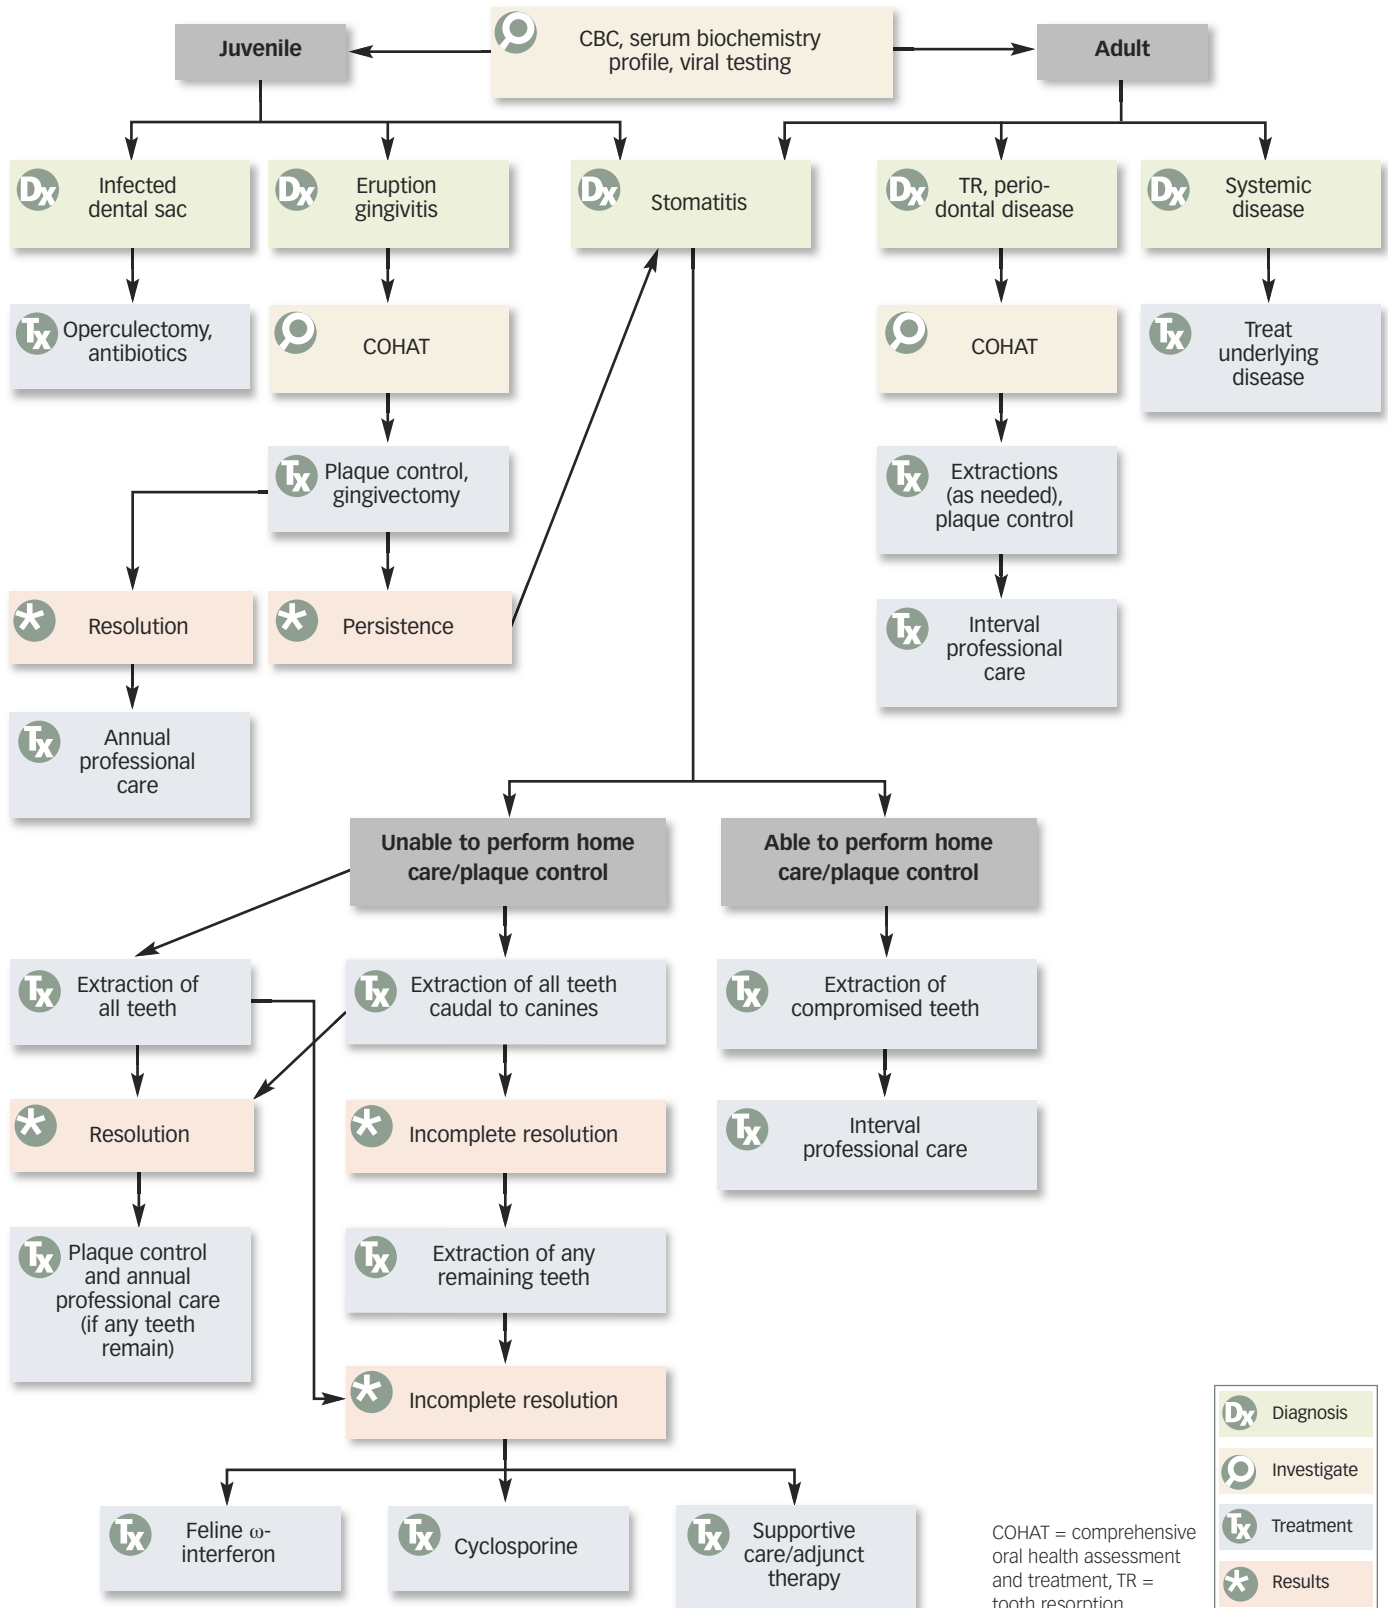 Juvenile
CBC, serum biochemistry
profile, viral testing
Adult
Dx
Infected
dental sac
Dx
Eruption
gingivitis
Dx
Stomatitis
Dx
TR, perio-
dontal disease
Dx
Systemic
disease
Tx
Operculectomy,
antibiotics
COHAT
COHAT
Tx
Treat
underlying
disease
Tx
Plaque control,
gingivectomy
Tx
Extractions
(as needed),
plaque control
Resolution
Persistence
Tx
Interval
professional
care
Tx
Annual
professional
care
Unable to perform home
care/plaque control
Able to perform home
care/plaque control
Tx
Extraction of
all teeth
Tx
Extraction of all teeth
caudal to canines
Tx
Extraction of
compromised teeth
Resolution
Incomplete resolution
Tx
Interval
professional care
Tx
Plaque control
and annual
professional care
(if any teeth
remain)
Tx
Extraction of any
remaining teeth
Incomplete resolution
Tx
Feline ω-
interferon
Tx
Cyclosporine
Tx
Supportive
care/adjunct
therapy
COHAT = comprehensive
oral health assessment
and treatment, TR =
tooth resorption
Dx
Diagnosis
Investigate
Tx
Treatment
Results